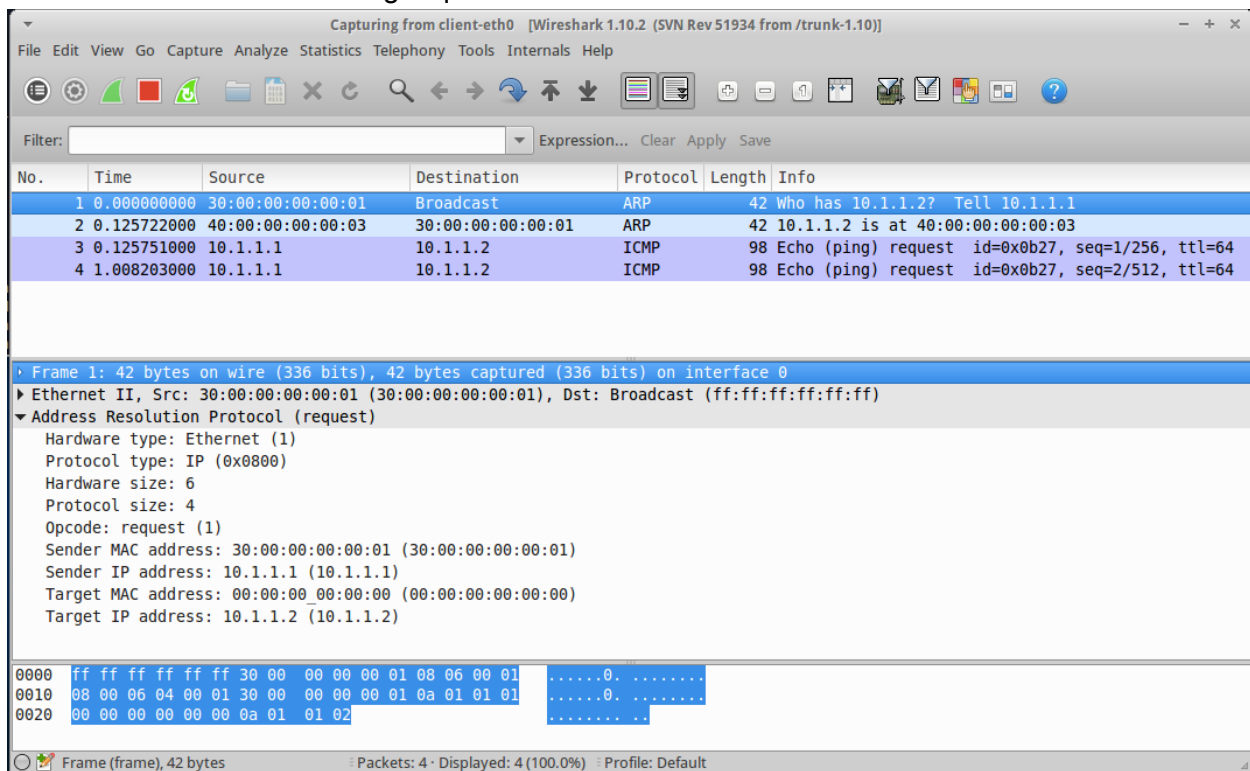 Capturing from client-eth0 [Wireshark 1.10.2 (SVN Rev 51934 from /trunk-1.10)]
File Edit View Go Capture Analyze Statistics Telephony Tools Internals Help
Filter: Expression... Clear Apply Save
No. Time Source Destination Protocol Length Info
1 0.000000000 30:00:00:00:00:01 Broadcast ARP 42 Who has 10.1.1.2? Tell 10.1.1.1
2 0.125722000 40:00:00:00:00:03 30:00:00:00:00:01 ARP 42 10.1.1.2 is at 40:00:00:00:00:03
3 0.125751000 10.1.1.1 10.1.1.2 ICMP 98 Echo (ping) request id=0x0b27, seq=1/256, ttl=64
4 1.008203000 10.1.1.1 10.1.1.2 ICMP 98 Echo (ping) request id=0x0b27, seq=2/512, ttl=64
Frame 1: 42 bytes on wire (336 bits), 42 bytes captured (336 bits) on interface 0
Ethernet II, Src: 30:00:00:00:00:01 (30:00:00:00:00:01), Dst: Broadcast (ff:ff:ff:ff:ff:ff)
Address Resolution Protocol (request)
Hardware type: Ethernet (1)
Protocol type: IP (0x0800)
Hardware size: 6
Protocol size: 4
Opcode: request (1)
Sender MAC address: 30:00:00:00:00:01 (30:00:00:00:00:01)
Sender IP address: 10.1.1.1 (10.1.1.1)
Target MAC address: 00:00:00_00:00:00 (00:00:00:00:00:00)
Target IP address: 10.1.1.2 (10.1.1.2)
0000 ff ff ff ff ff ff 30 00 00 00 00 01 08 06 00 01 ......0. ........
0010 08 00 06 04 00 01 30 00 00 00 00 01 0a 01 01 01 ......0. ........
0020 00 00 00 00 00 00 0a 01 01 02 ........ ..
Frame (frame), 42 bytes Packets: 4 · Displayed: 4 (100.0%) Profile: Default